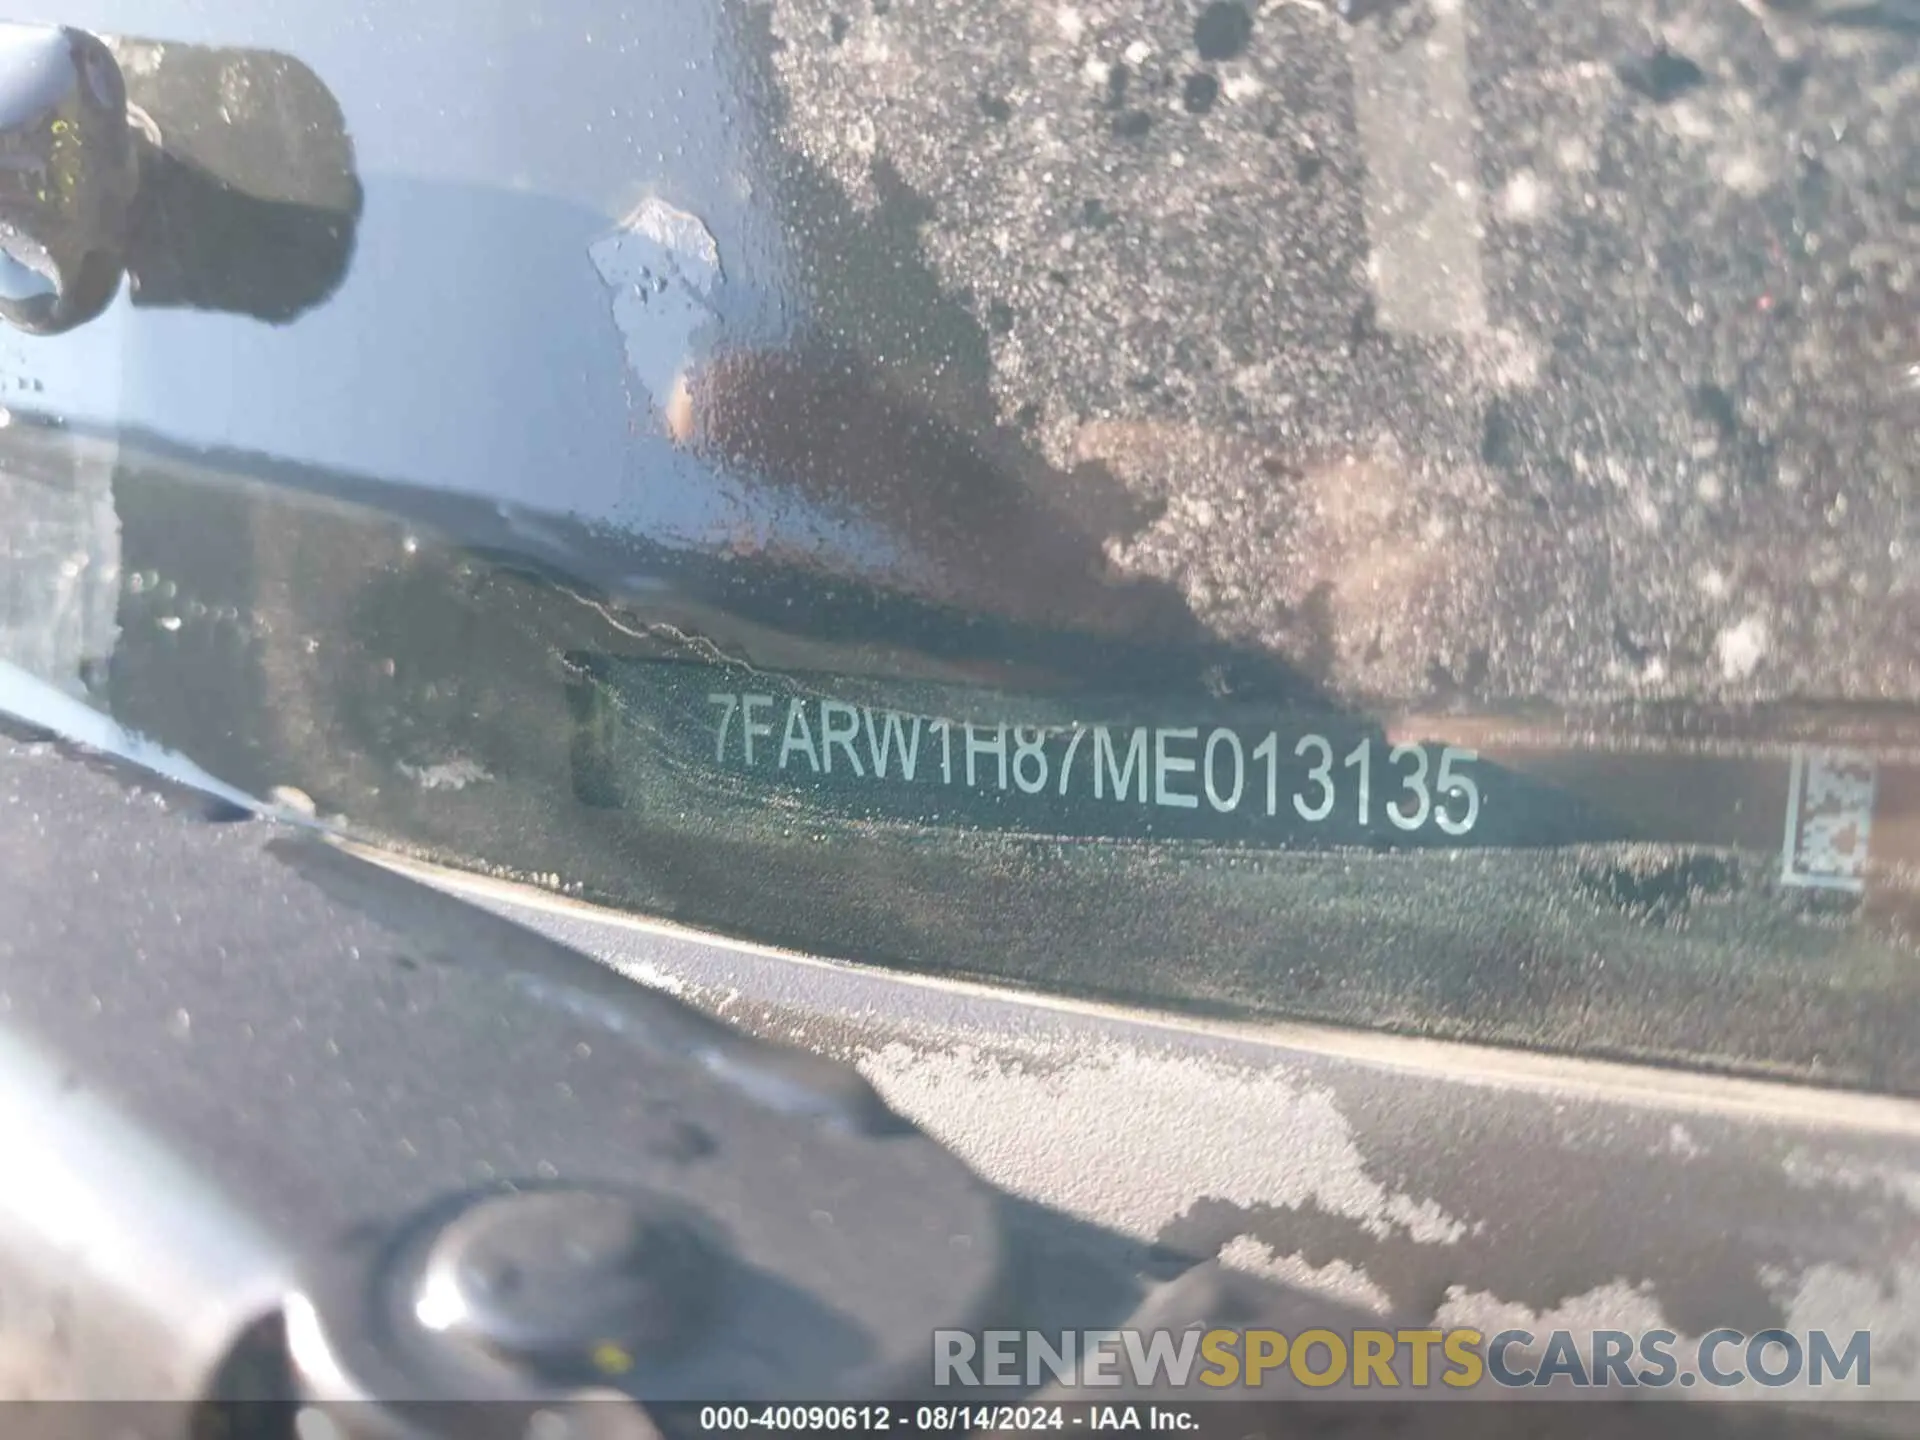 7FARW1H87ME013135
RENEWSPORTSCARS.COM
000-40090612 - 08/14/2024 - IAA Inc.